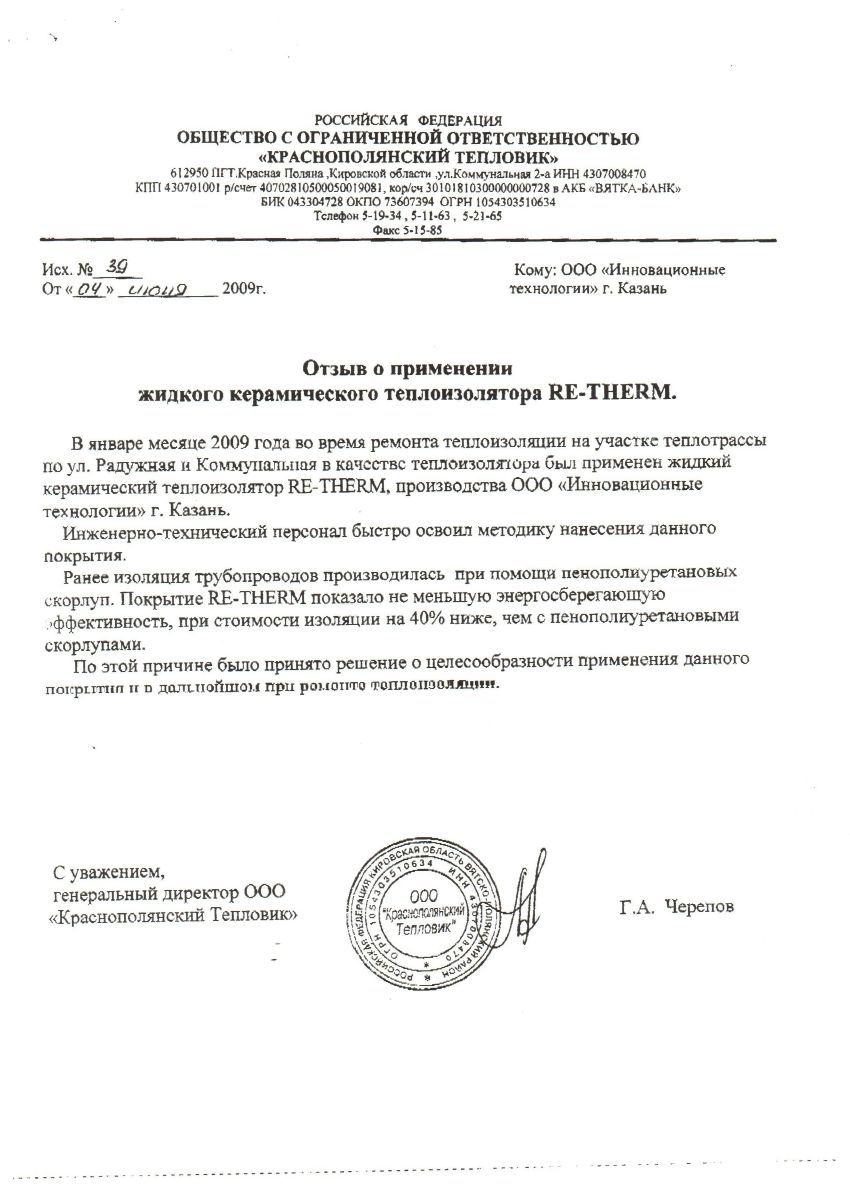 РОССИЙСКАЯ ФЕДЕРАЦИЯ
ОБЩЕСТВО С ОГРАНИЧЕННОЙ ОТВЕТСТВЕННОСТЬЮ
«КРАСНОПОЛЯНСКИЙ ТЕПЛОВИК»
612950 ПГТ.Красная Поляна ,Кировской области ,ул.Коммунальная 2-а ИНН 4307008470
КПП 430701001 р/счет 40702810500050019081, кор/сч 30101810300000000728 в АКБ «ВЯТКА-БАНК»
БИК 043304728 ОКПО 73607394 ОГРН 1054303510634
Телефон 5-19-34 , 5-11-63 , 5-21-65
Факс 5-15-85
Исх. № 39
От « 04 » июня 2009г.
Кому: ООО «Инновационные
технологии» г. Казань
Отзыв о применении
жидкого керамического теплоизолятора RE-THERM.
В январе месяце 2009 года во время ремонта теплоизоляции на участке теплотрассы
по ул. Радужная и Коммунальная в качестве теплоизолятора был применен жидкий
керамический теплоизолятор RE-THERM, производства ООО «Инновационные
технологии» г. Казань.
Инженерно-технический персонал быстро освоил методику нанесения данного
покрытия.
Ранее изоляция трубопроводов производилась при помощи пенополиуретановых
скорлуп. Покрытие RE-THERM показало не меньшую энергосберегающую
эффективность, при стоимости изоляции на 40% ниже, чем с пенополиуретановыми
скорлупами.
По этой причине было принято решение о целесообразности применения данного
покрытия и в дальнейшем при ремонте теплоизоляции.
С уважением,
генеральный директор ООО
«Краснополянский Тепловик»
РОССИЙСКАЯ ФЕДЕРАЦИЯ КИРОВСКАЯ ОБЛАСТЬ ВЯТСКО-ПОЛЯНСКИЙ РАЙОН
ОГРН 1054303510634 ИНН 4307008470
ООО
"Краснополянский
Тепловик"
Г.А. Черепов